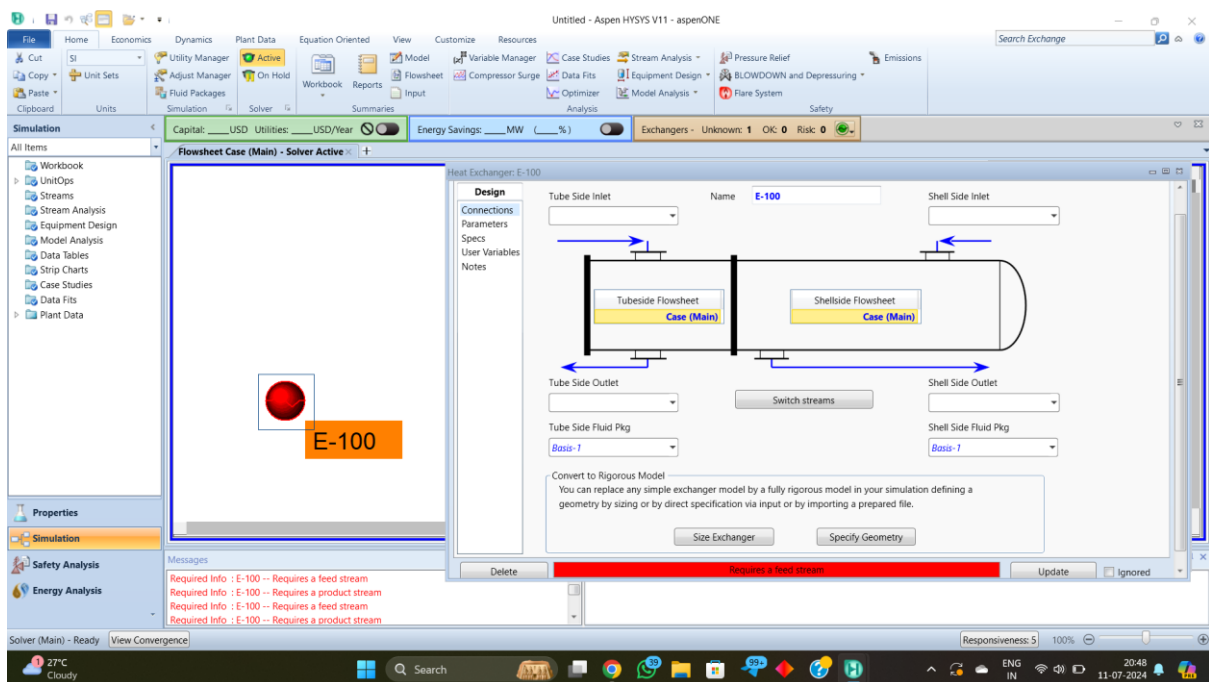 Untitled - Aspen HYSYS V11 - aspenONE
File Home Economics Dynamics Plant Data Equation Oriented View Customize Resources Search Exchange
Cut SI Utility Manager Active Model Variable Manager Case Studies Stream Analysis Pressure Relief Emissions
Copy Unit Sets Adjust Manager On Hold Workbook Reports Flowsheet Compressor Surge Data Fits Equipment Design BLOWDOWN and Depressuring
Paste Fluid Packages Input Optimizer Model Analysis Flare System
Clipboard Units Simulation Solver Summaries Analysis Safety
Simulation
Capital: ____USD Utilities: ____USD/Year Energy Savings: ____MW (____%) Exchangers - Unknown: 1 OK: 0 Risk: 0
All Items
Flowsheet Case (Main) - Solver Active
Workbook
UnitOps
Streams
Stream Analysis
Equipment Design
Model Analysis
Data Tables
Strip Charts
Case Studies
Data Fits
Plant Data
Properties
Simulation
Safety Analysis
Energy Analysis
E-100
Heat Exchanger: E-100
Design
Connections
Parameters
Specs
User Variables
Notes
Tube Side Inlet Name E-100 Shell Side Inlet
Tubeside Flowsheet Shellside Flowsheet
Case (Main) Case (Main)
Tube Side Outlet Shell Side Outlet
Switch streams
Tube Side Fluid Pkg Shell Side Fluid Pkg
Basis-1 Basis-1
Convert to Rigorous Model
You can replace any simple exchanger model by a fully rigorous model in your simulation defining a
geometry by sizing or by direct specification via input or by importing a prepared file.
Size Exchanger Specify Geometry
Delete Requires a feed stream Update Ignored
Messages
Required Info : E-100 -- Requires a feed stream
Required Info : E-100 -- Requires a product stream
Required Info : E-100 -- Requires a feed stream
Required Info : E-100 -- Requires a product stream
Solver (Main) - Ready View Convergence Responsiveness: 5 100%
1 27°C
Cloudy
Search
39
99+
ENG
IN
20:48
11-07-2024